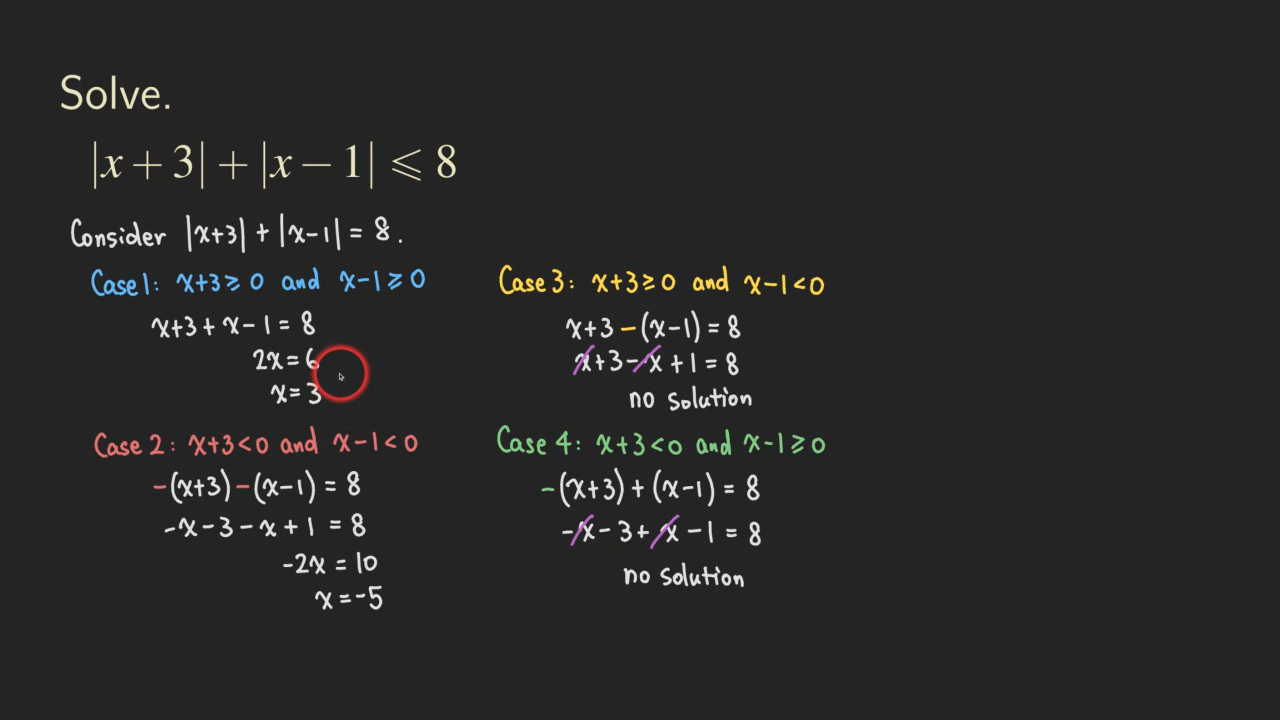 Solve.
|x + 3| + |x − 1| ⩽ 8
Consider |x+3| + |x−1| = 8.
Case 1: x+3 ≥ 0 and x−1 ≥ 0
x+3 + x−1 = 8
2x = 6
x = 3
Case 2: x+3 < 0 and x−1 < 0
−(x+3) − (x−1) = 8
−x − 3 − x + 1 = 8
−2x = 10
x = −5
Case 3: x+3 ≥ 0 and x−1 < 0
x+3 − (x−1) = 8
x+3 − x + 1 = 8
no solution
Case 4: x+3 < 0 and x−1 ≥ 0
−(x+3) + (x−1) = 8
−x − 3 + x − 1 = 8
no solution